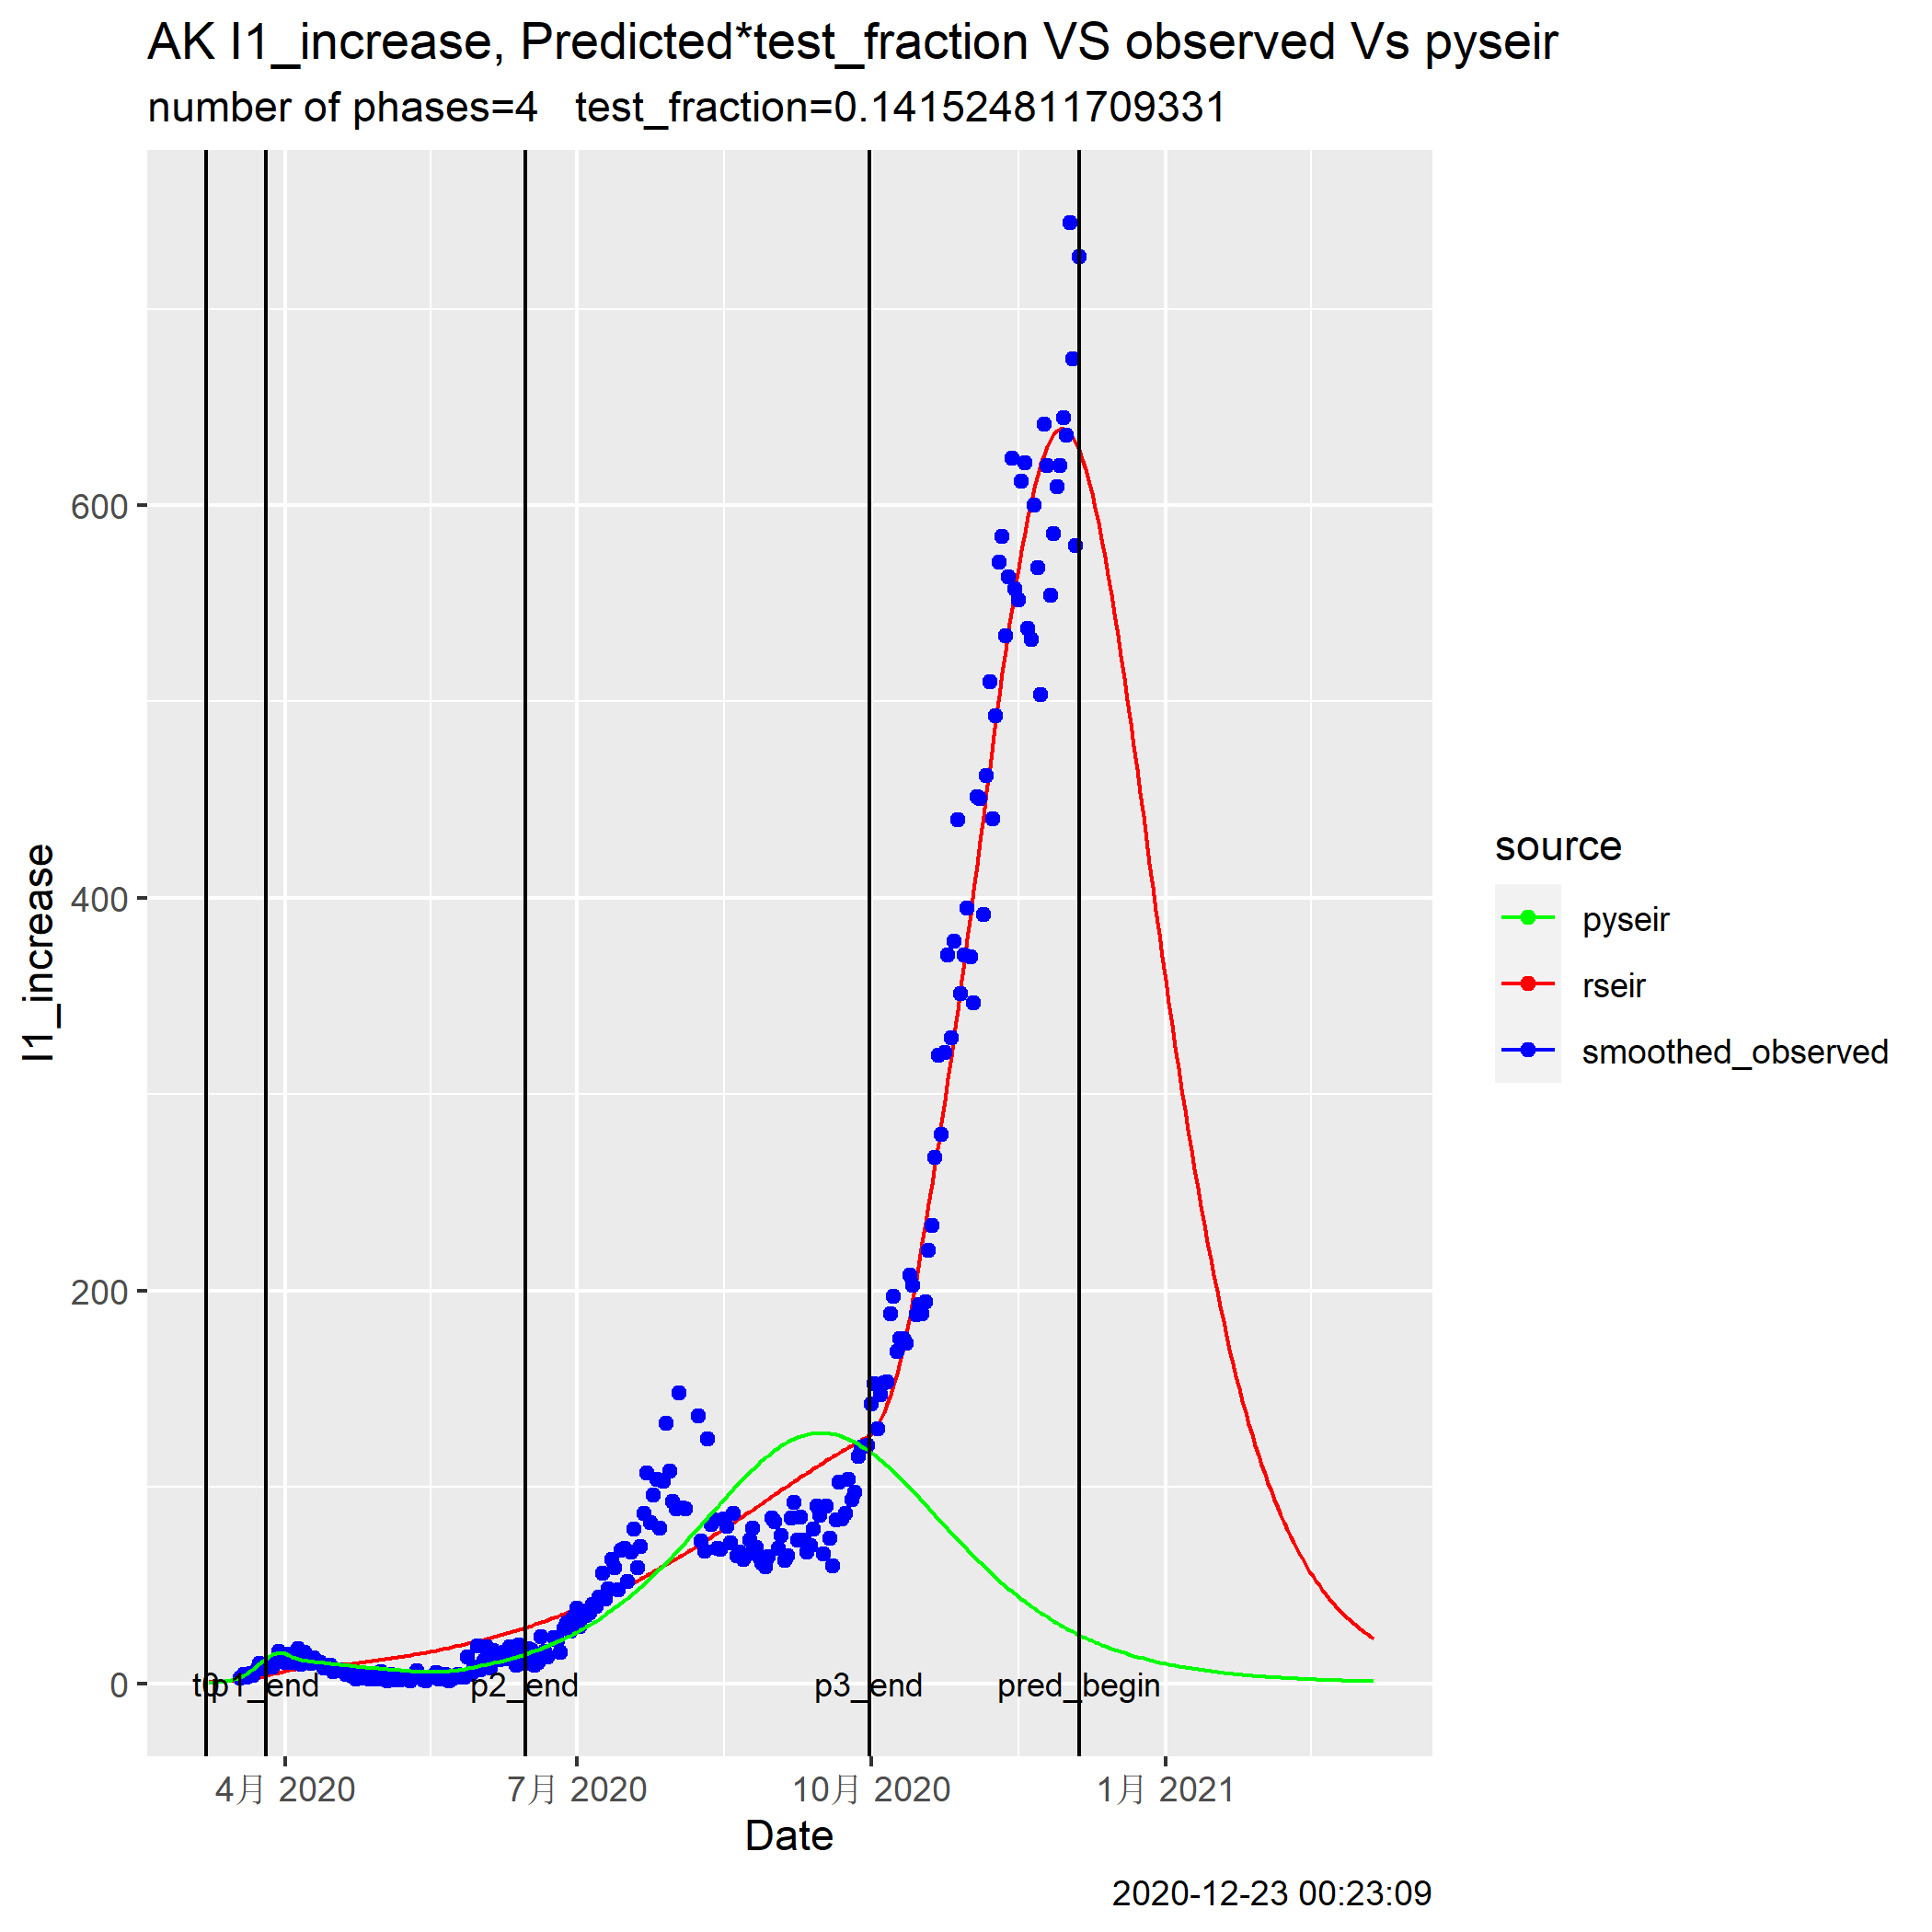 AK I1_increase, Predicted*test_fraction VS observed Vs pyseir
number of phases=4   test_fraction=0.141524811709331
I1_increase
600
400
200
0
t0 p1_end p2_end p3_end pred_begin
4月 2020 7月 2020 10月 2020 1月 2021
Date
source
pyseir
rseir
smoothed_observed
2020-12-23 00:23:09